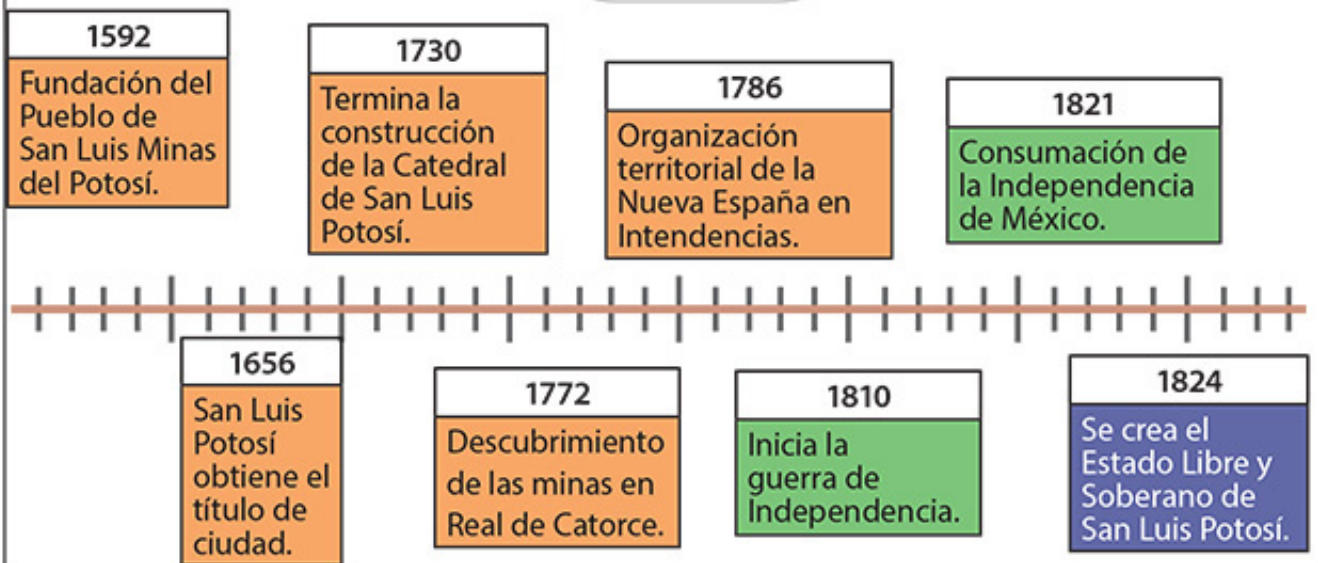 1592
Fundación del
Pueblo de
San Luis Minas
del Potosí.
1656
San Luis
Potosí
obtiene el
título de
ciudad.
1730
Termina la
construcción
de la Catedral
de San Luis
Potosí.
1772
Descubrimiento
de las minas en
Real de Catorce.
1786
Organización
territorial de la
Nueva España en
Intendencias.
1810
Inicia la
guerra de
Independencia.
1821
Consumación de
la Independencia
de México.
1824
Se crea el
Estado Libre y
Soberano de
San Luis Potosí.